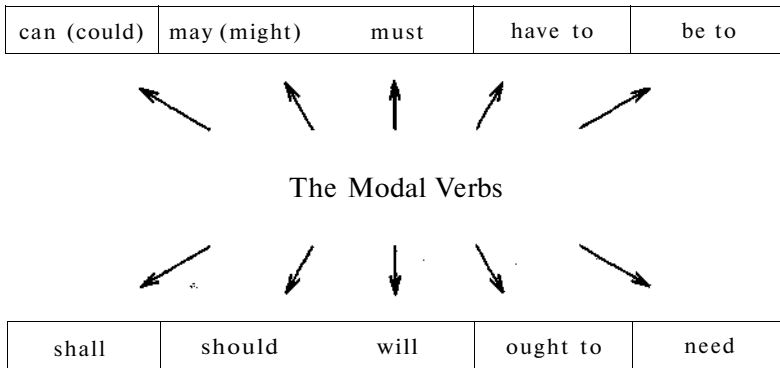 can (could) may (might) must have to be to
The Modal Verbs
shall should will ought to need